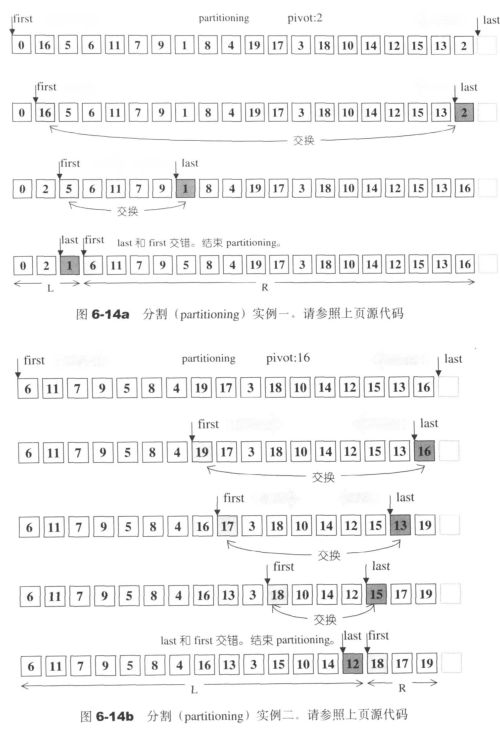 first partitioning pivot:2 last
0 16 5 6 11 7 9 1 8 4 19 17 3 18 10 14 12 15 13 2
first last
0 16 5 6 11 7 9 1 8 4 19 17 3 18 10 14 12 15 13 2
交换
first last
0 2 5 6 11 7 9 1 8 4 19 17 3 18 10 14 12 15 13 16
交换
last first last 和 first 交错。结束 partitioning。
0 2 1 6 11 7 9 5 8 4 19 17 3 18 10 14 12 15 13 16
L R
图 6-14a 分割（partitioning）实例一。请参照上页源代码
first partitioning pivot:16 last
6 11 7 9 5 8 4 19 17 3 18 10 14 12 15 13 16
first last
6 11 7 9 5 8 4 19 17 3 18 10 14 12 15 13 16
交换
first last
6 11 7 9 5 8 4 16 17 3 18 10 14 12 15 13 19
交换
first last
6 11 7 9 5 8 4 16 13 3 18 10 14 12 15 17 19
交换
last 和 first 交错。结束 partitioning。 last first
6 11 7 9 5 8 4 16 13 3 15 10 14 12 18 17 19
L R
图 6-14b 分割（partitioning）实例二。请参照上页源代码